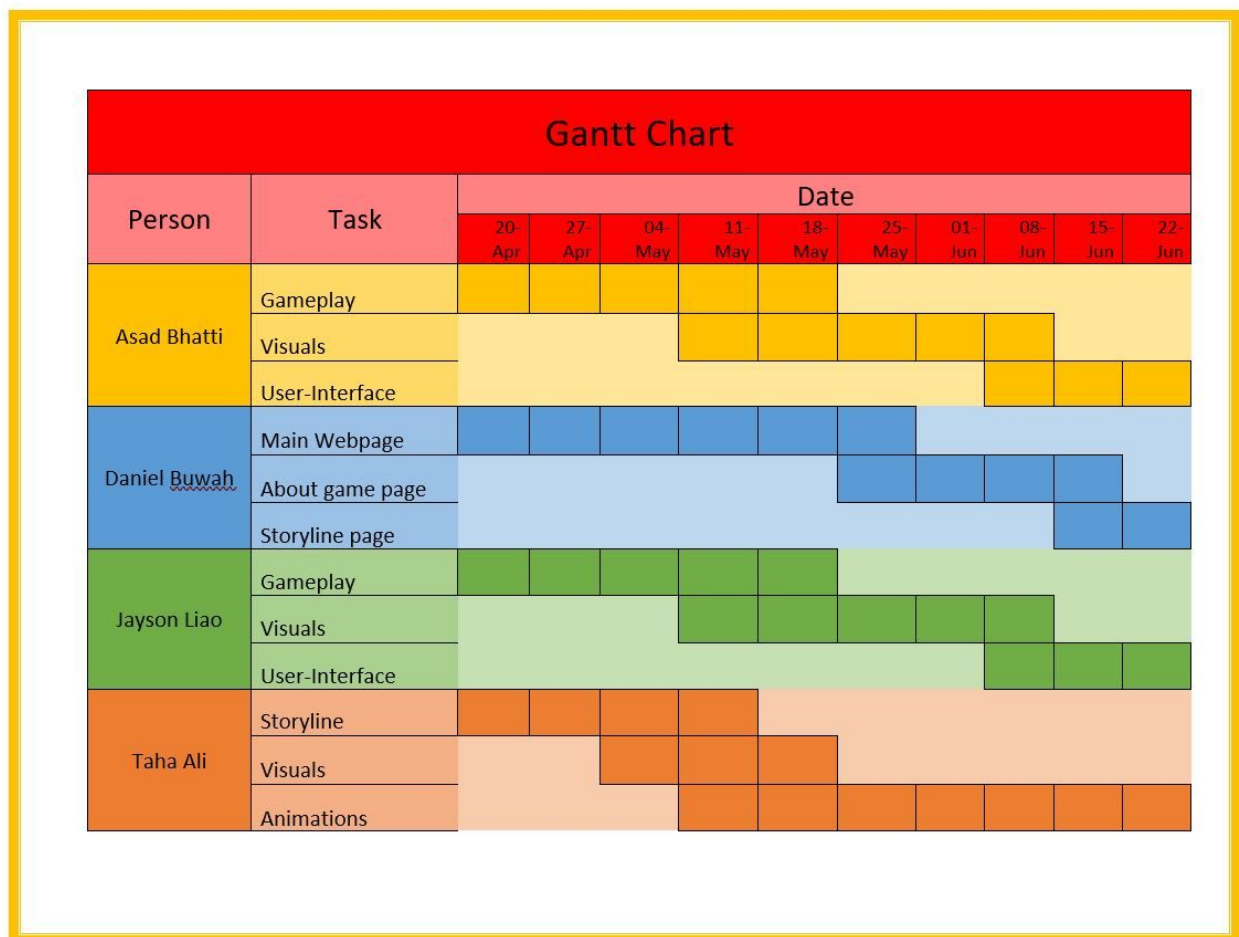 Gantt Chart
Person
Task
Date
20-
Apr
27-
Apr
04-
May
11-
May
18-
May
25-
May
01-
Jun
08-
Jun
15-
Jun
22-
Jun
Asad Bhatti
Gameplay
Visuals
User-Interface
Daniel Buwah
Main Webpage
About game page
Storyline page
Jayson Liao
Gameplay
Visuals
User-Interface
Taha Ali
Storyline
Visuals
Animations